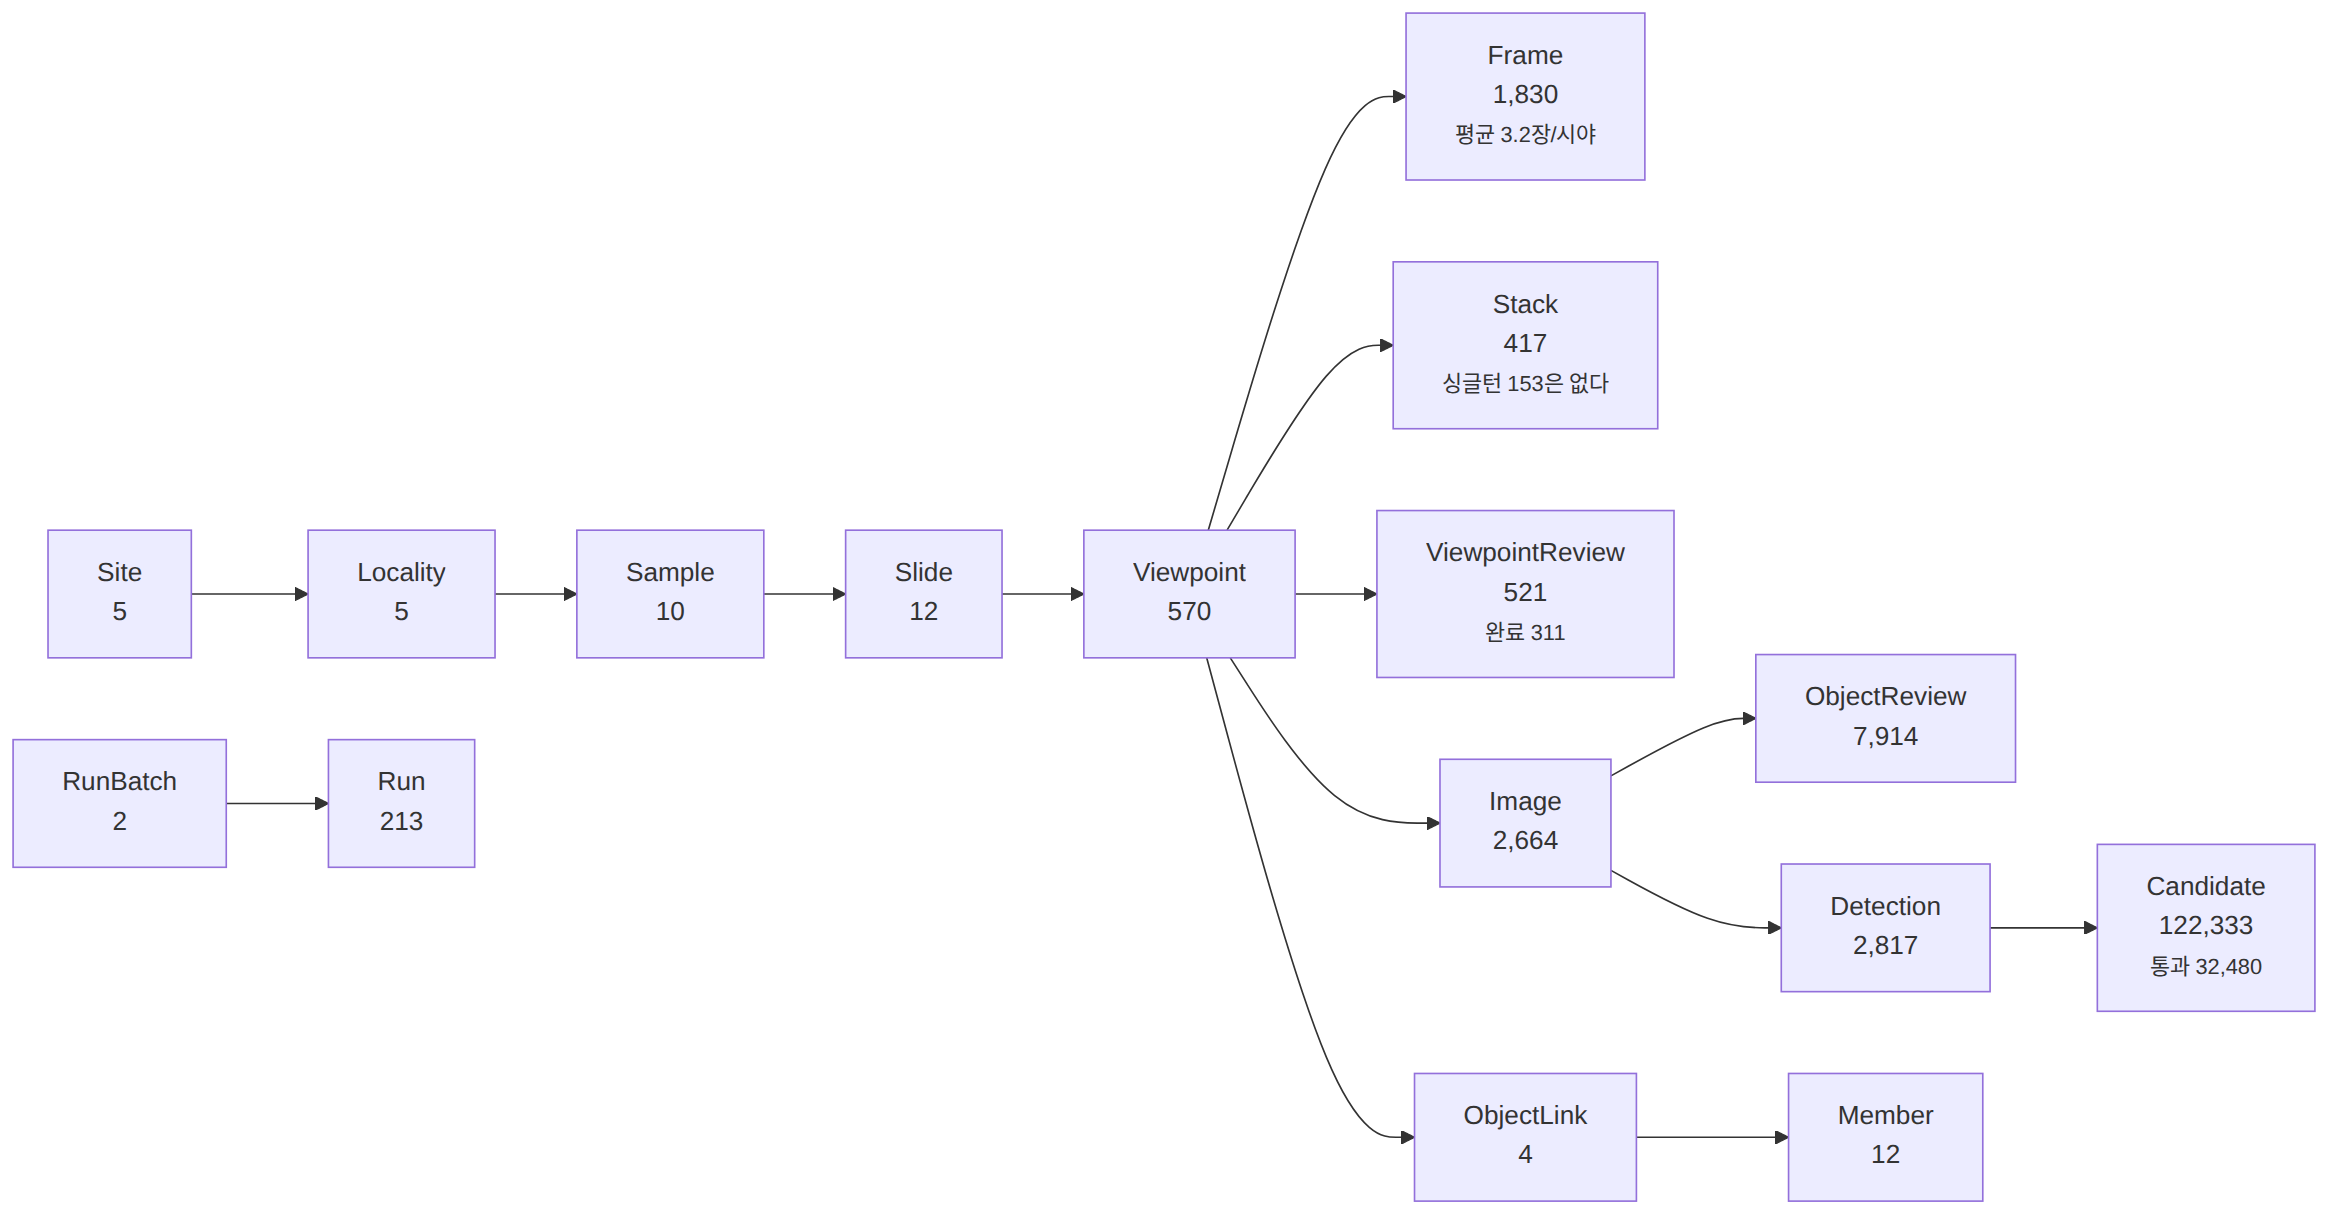 Frame
1,830
평균 3.2장/시야
Stack
417
싱글턴 153은 없다
Site
5
Locality
5
Sample
10
Slide
12
Viewpoint
570
ViewpointReview
521
완료 311
RunBatch
2
Run
213
Image
2,664
ObjectReview
7,914
Detection
2,817
Candidate
122,333
통과 32,480
ObjectLink
4
Member
12